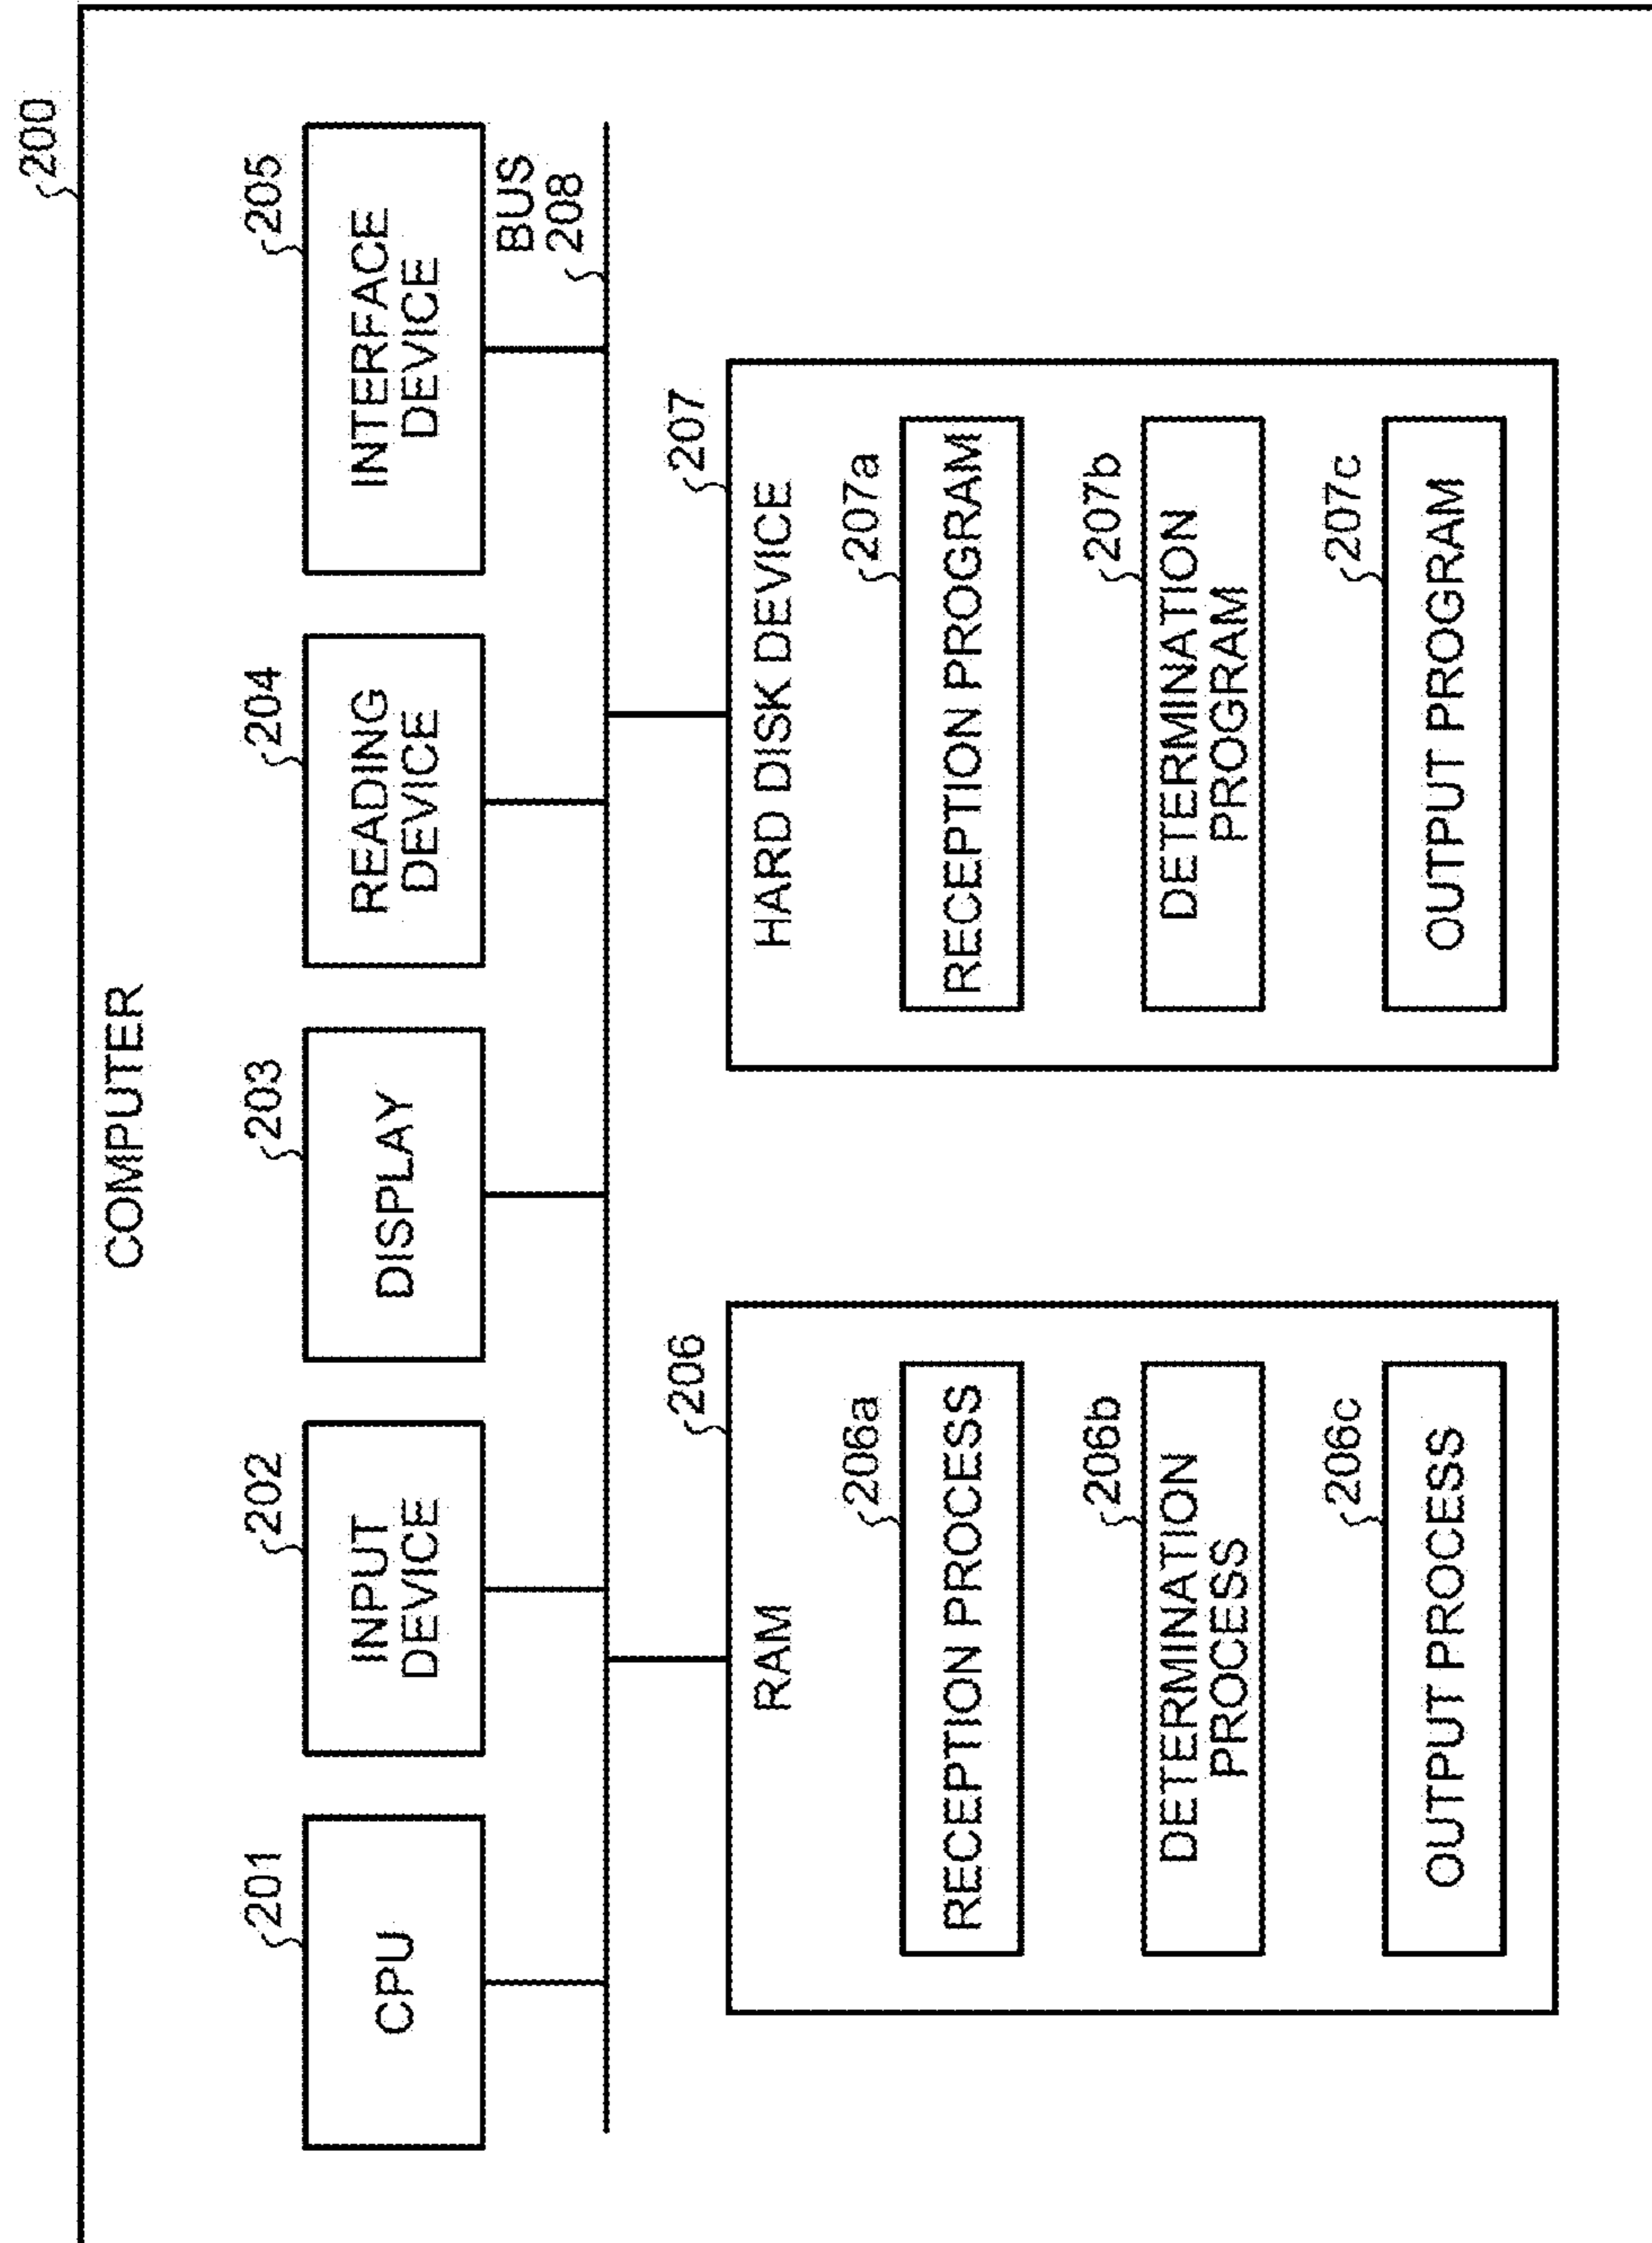 200
COMPUTER
201
CPU
202
INPUT
DEVICE
203
DISPLAY
204
READING
DEVICE
205
INTERFACE
DEVICE
BUS
208
206
RAM
206a
RECEPTION PROCESS
206b
DETERMINATION
PROCESS
206c
OUTPUT PROCESS
207
HARD DISK DEVICE
207a
RECEPTION PROGRAM
207b
DETERMINATION
PROGRAM
207c
OUTPUT PROGRAM